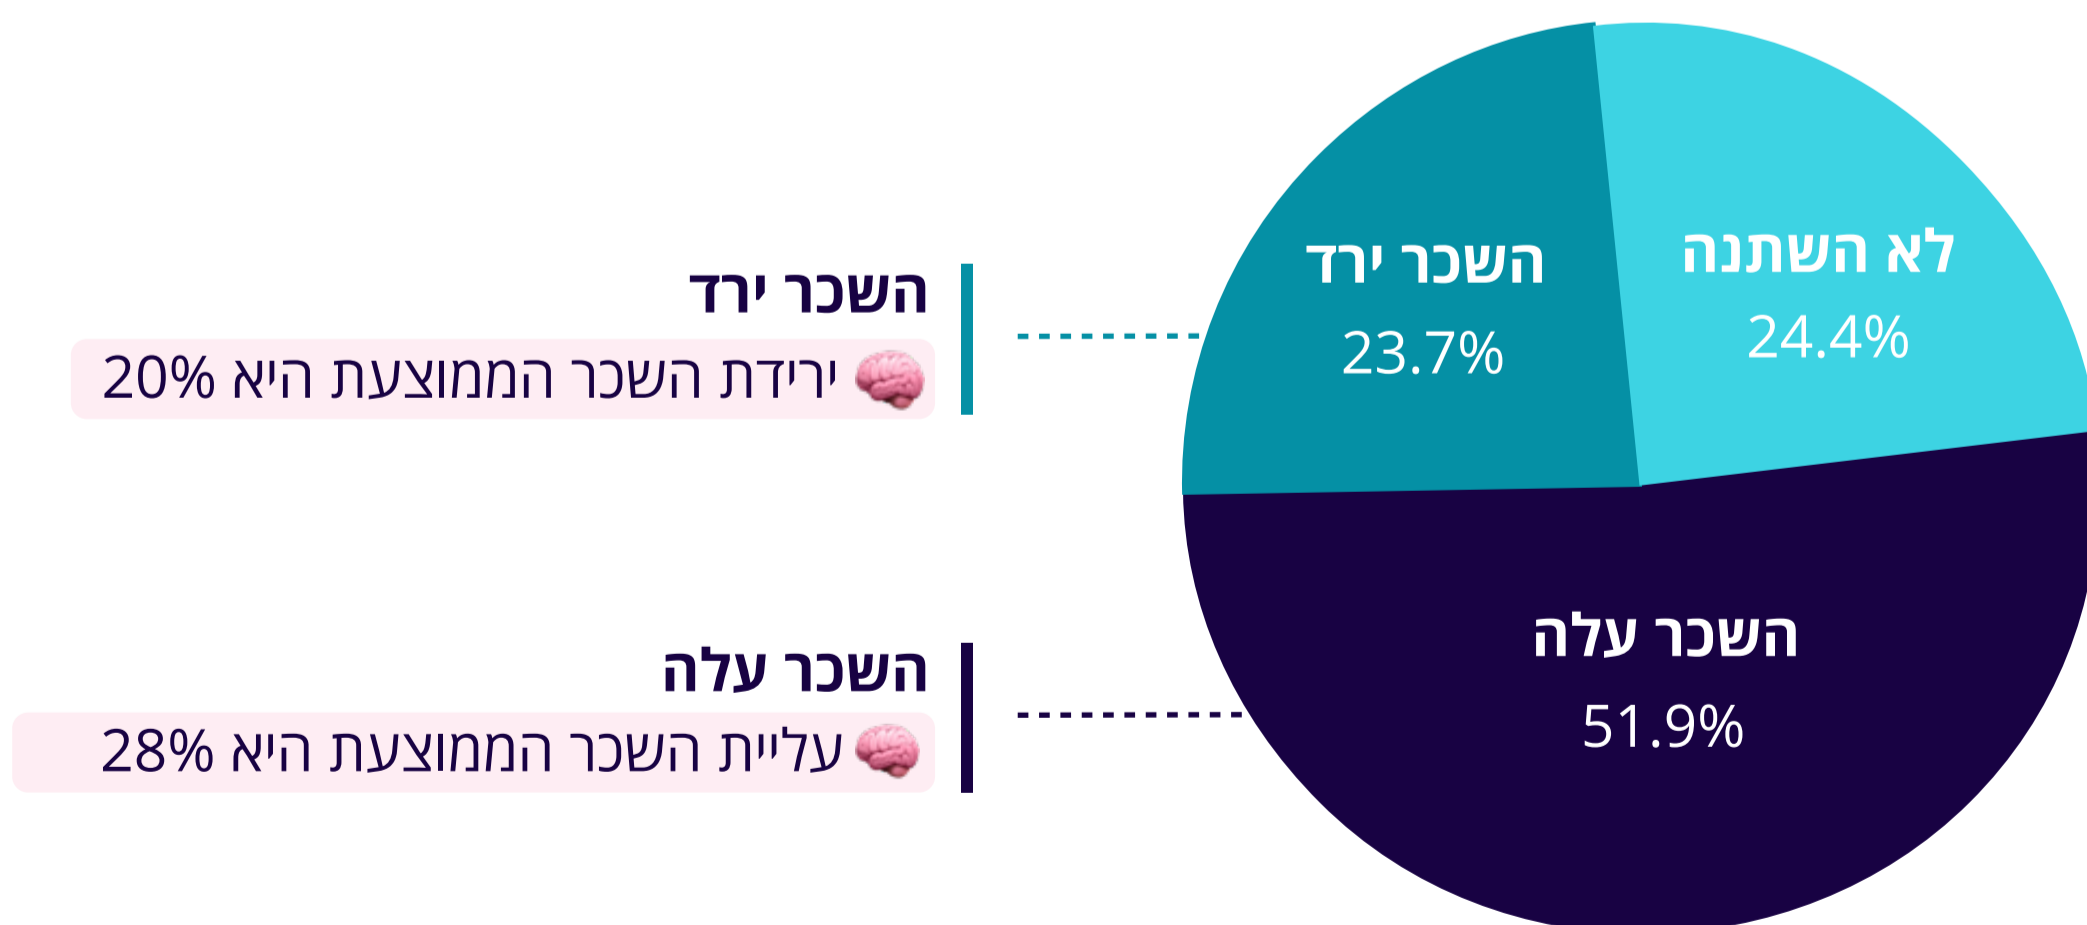 לא השתנה
24.4%
השכר ירד
23.7%
השכר עלה
51.9%
השכר ירד
ירידת השכר הממוצעת היא 20%
השכר עלה
עליית השכר הממוצעת היא 28%